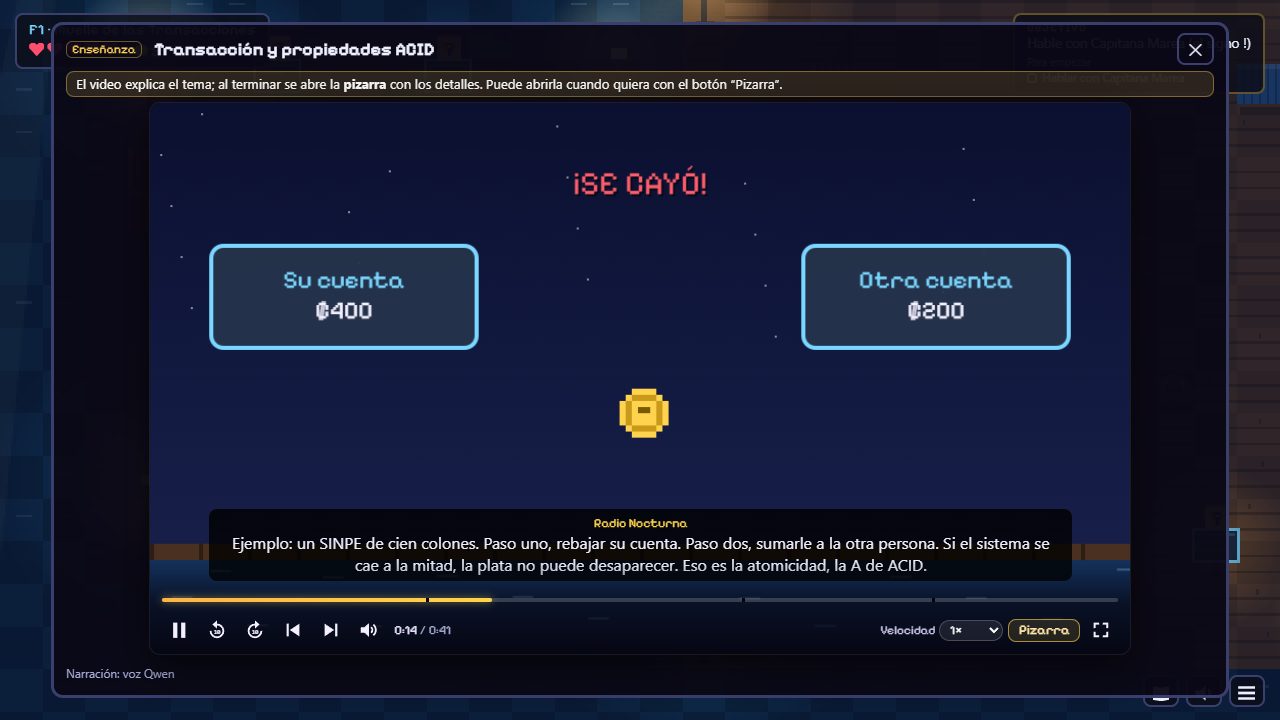 F1
Enseñanza
Transacción y propiedades ACID
no !)
El video explica el tema; al terminar se abre la pizarra con los detalles. Puede abrirla cuando quiera con el botón “Pizarra”.
¡SE CAYÓ!
Su cuenta
₡400
Otra cuenta
₡200
Radio Nocturna
Ejemplo: un SINPE de cien colones. Paso uno, rebajar su cuenta. Paso dos, sumarle a la otra persona. Si el sistema se
cae a la mitad, la plata no puede desaparecer. Eso es la atomicidad, la A de ACID.
10
10
0:14 / 0:41
Velocidad
1×
Pizarra
Narración: voz Qwen